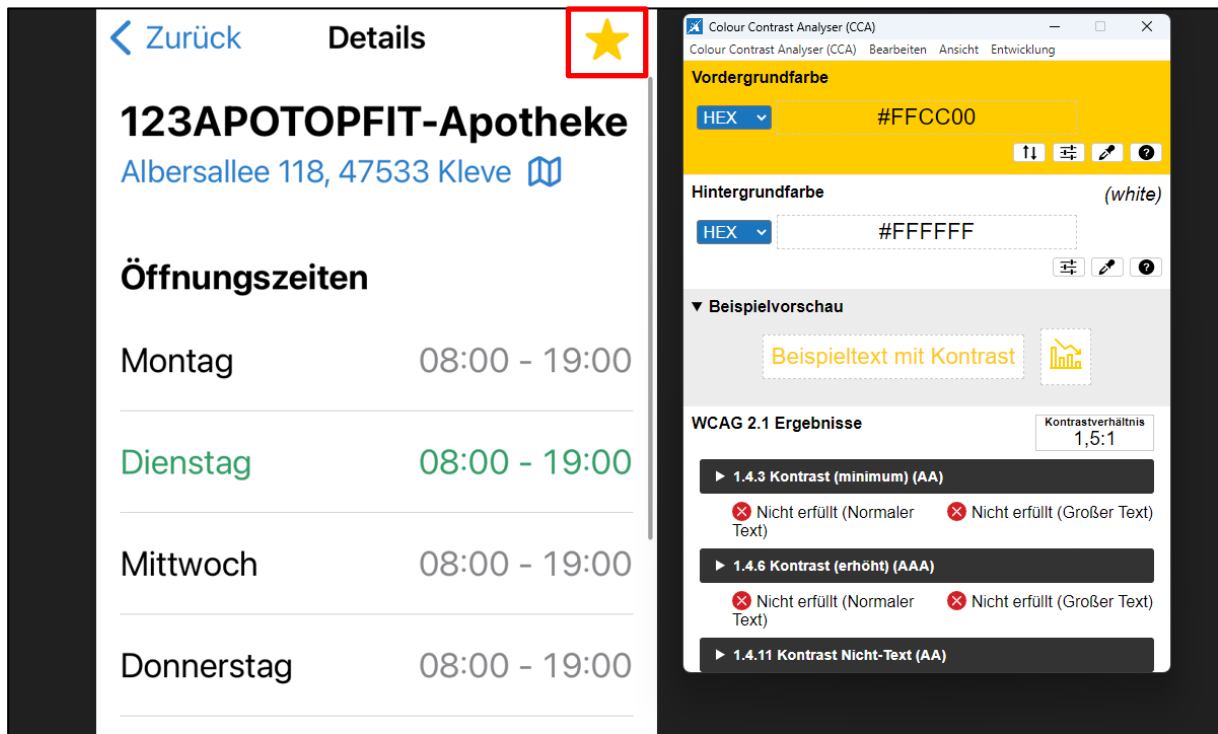 Zurück
Details
123APOTOPFIT-Apotheke
Albersallee 118, 47533 Kleve
Öffnungszeiten
Montag 08:00 - 19:00
Dienstag 08:00 - 19:00
Mittwoch 08:00 - 19:00
Donnerstag 08:00 - 19:00
Colour Contrast Analyser (CCA)
Colour Contrast Analyser (CCA) Bearbeiten Ansicht Entwicklung
Vordergrundfarbe
HEX #FFCC00
Hintergrundfarbe (white)
HEX #FFFFFF
Beispielvorschau
Beispieltext mit Kontrast
WCAG 2.1 Ergebnisse
Kontrastverhältnis
1,5:1
1.4.3 Kontrast (minimum) (AA)
Nicht erfüllt (Normaler Text)
Nicht erfüllt (Großer Text)
1.4.6 Kontrast (erhöht) (AAA)
Nicht erfüllt (Normaler Text)
Nicht erfüllt (Großer Text)
1.4.11 Kontrast Nicht-Text (AA)